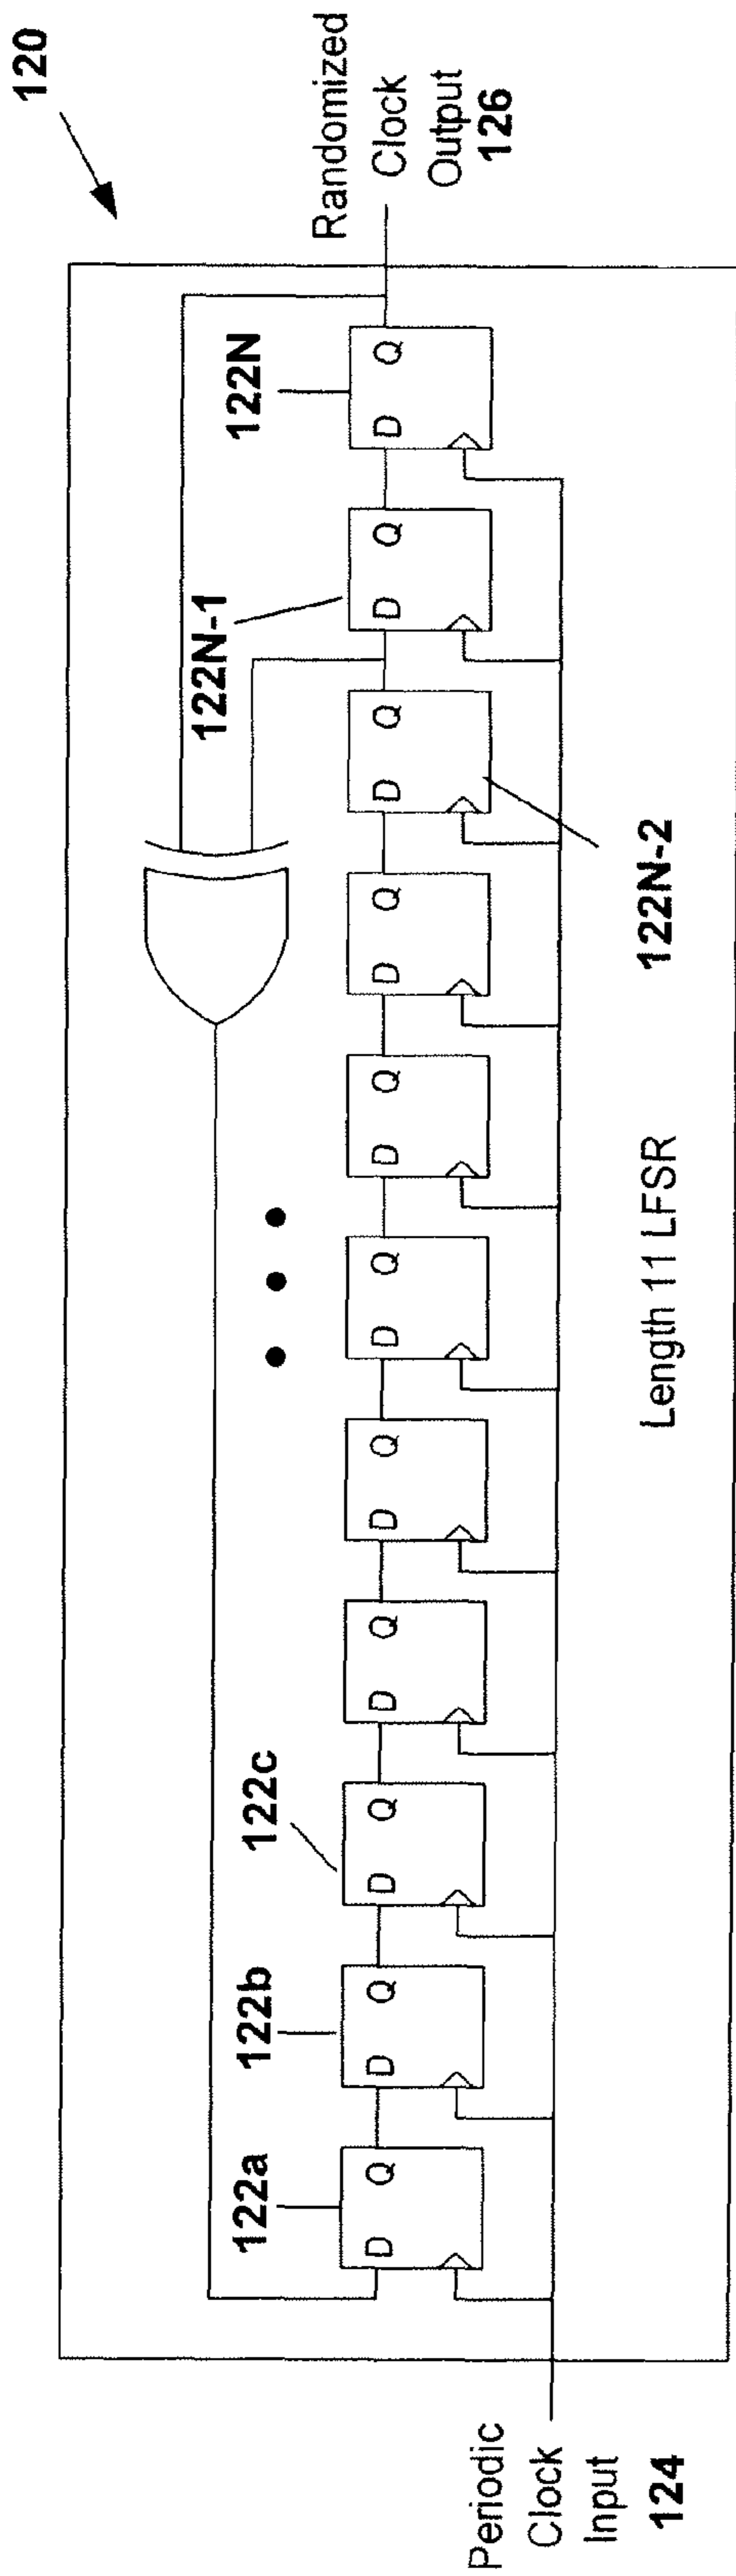 120
Randomized
Clock
Output
126
122N
122N-1
122N-2
122c
122b
122a
D Q
D Q
D Q
D Q
D Q
D Q
D Q
D Q
D Q
D Q
D Q
Length 11 LFSR
Periodic
Clock
Input
124